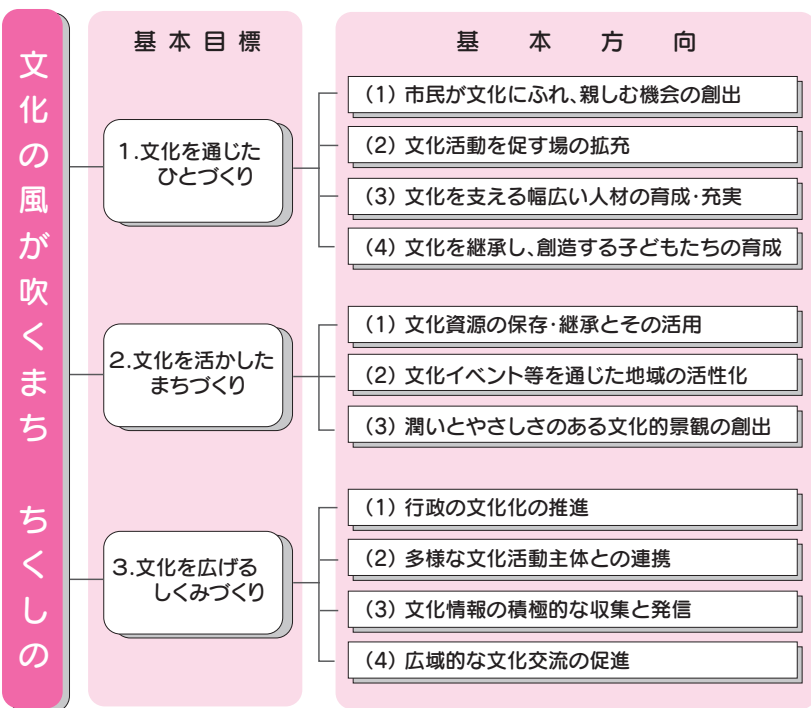 文化の風が吹くまち ちくしの
基本目標
基本方向
1.文化を通じた
ひとづくり
(1) 市民が文化にふれ、親しむ機会の創出
(2) 文化活動を促す場の拡充
(3) 文化を支える幅広い人材の育成・充実
(4) 文化を継承し、創造する子どもたちの育成
2.文化を活かした
まちづくり
(1) 文化資源の保存・継承とその活用
(2) 文化イベント等を通じた地域の活性化
(3) 潤いとやさしさのある文化的景観の創出
3.文化を広げる
しくみづくり
(1) 行政の文化化の推進
(2) 多様な文化活動主体との連携
(3) 文化情報の積極的な収集と発信
(4) 広域的な文化交流の促進